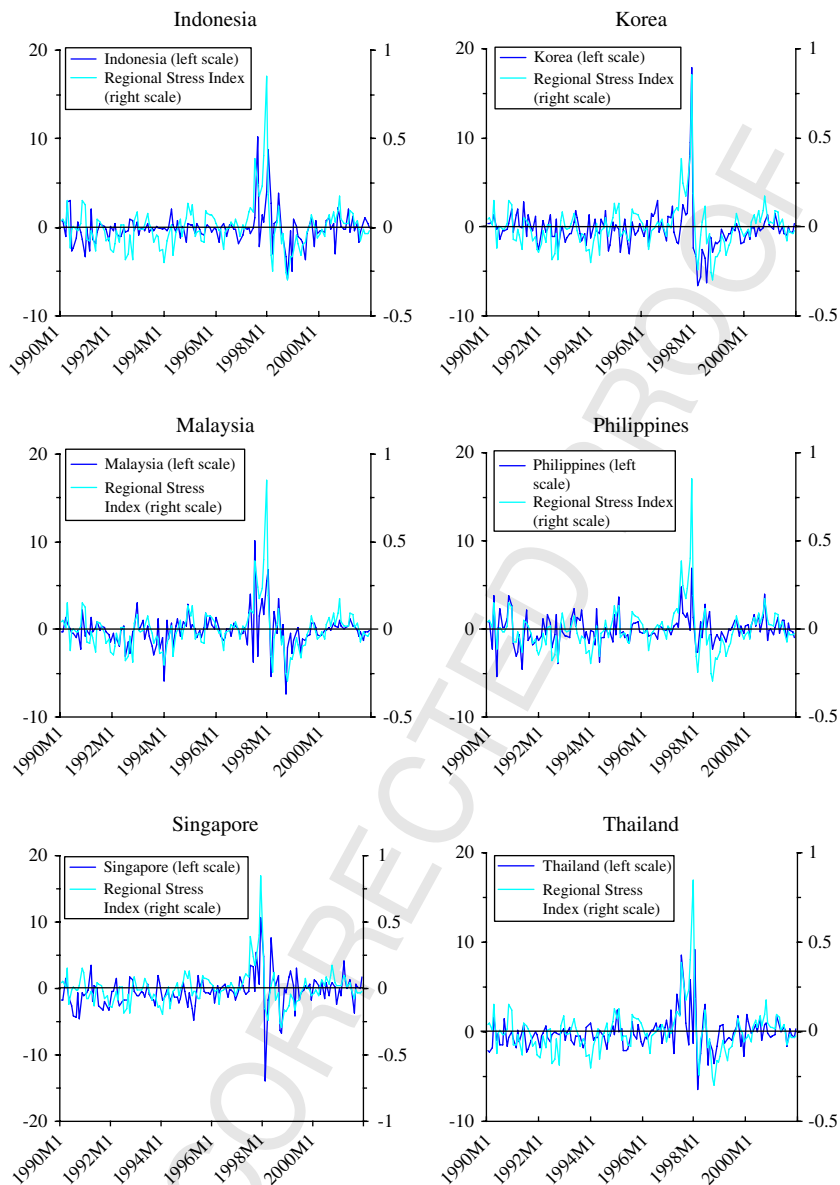 Indonesia
20
10
0
-10
1
0.5
0
-0.5
Indonesia (left scale)
Regional Stress Index
(right scale)
1990M1
1992M1
1994M1
1996M1
1998M1
2000M1
Korea
20
10
0
-10
1
0.5
0
-0.5
Korea (left scale)
Regional Stress Index
(right scale)
1990M1
1992M1
1994M1
1996M1
1998M1
2000M1
Malaysia
20
10
0
-10
1
0.5
0
-0.5
Malaysia (left scale)
Regional Stress
Index (right scale)
1990M1
1992M1
1994M1
1996M1
1998M1
2000M1
Philippines
20
10
0
-10
1
0.5
0
-0.5
Philippines (left
scale)
Regional Stress Index
(right scale)
1990M1
1992M1
1994M1
1996M1
1998M1
2000M1
Singapore
20
10
0
-10
-20
1
0.5
0
-0.5
-1
Singapore (left scale)
Regional Stress
Index (right scale)
1990M1
1992M1
1994M1
1996M1
1998M1
2000M1
Thailand
20
10
0
-10
1
0.5
0
-0.5
Thailand (left scale)
Regional Stress
Index (right scale)
1990M1
1992M1
1994M1
1996M1
1998M1
2000M1
CORRECTED PROOF